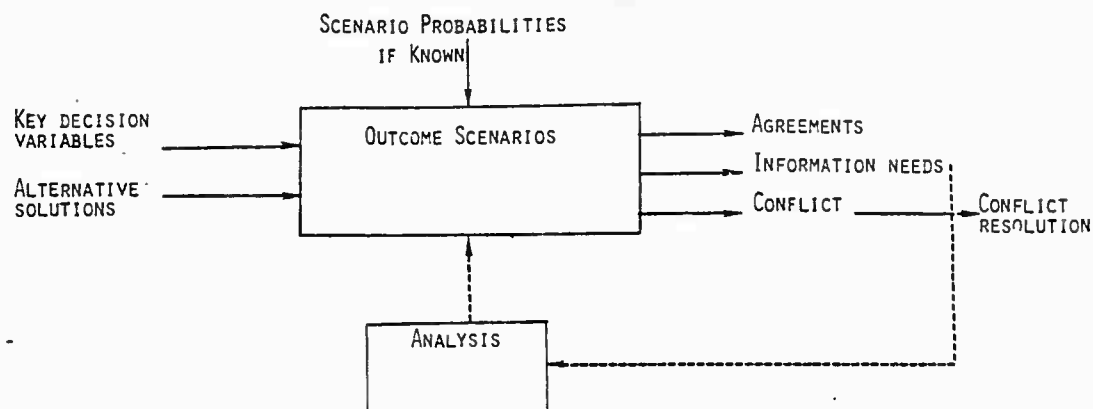 SCENARIO PROBABILITIES
IF KNOWN
KEY DECISION
VARIABLES
ALTERNATIVE
SOLUTIONS
OUTCOME SCENARIOS
AGREEMENTS
INFORMATION NEEDS
CONFLICT
CONFLICT
RESOLUTION
ANALYSIS